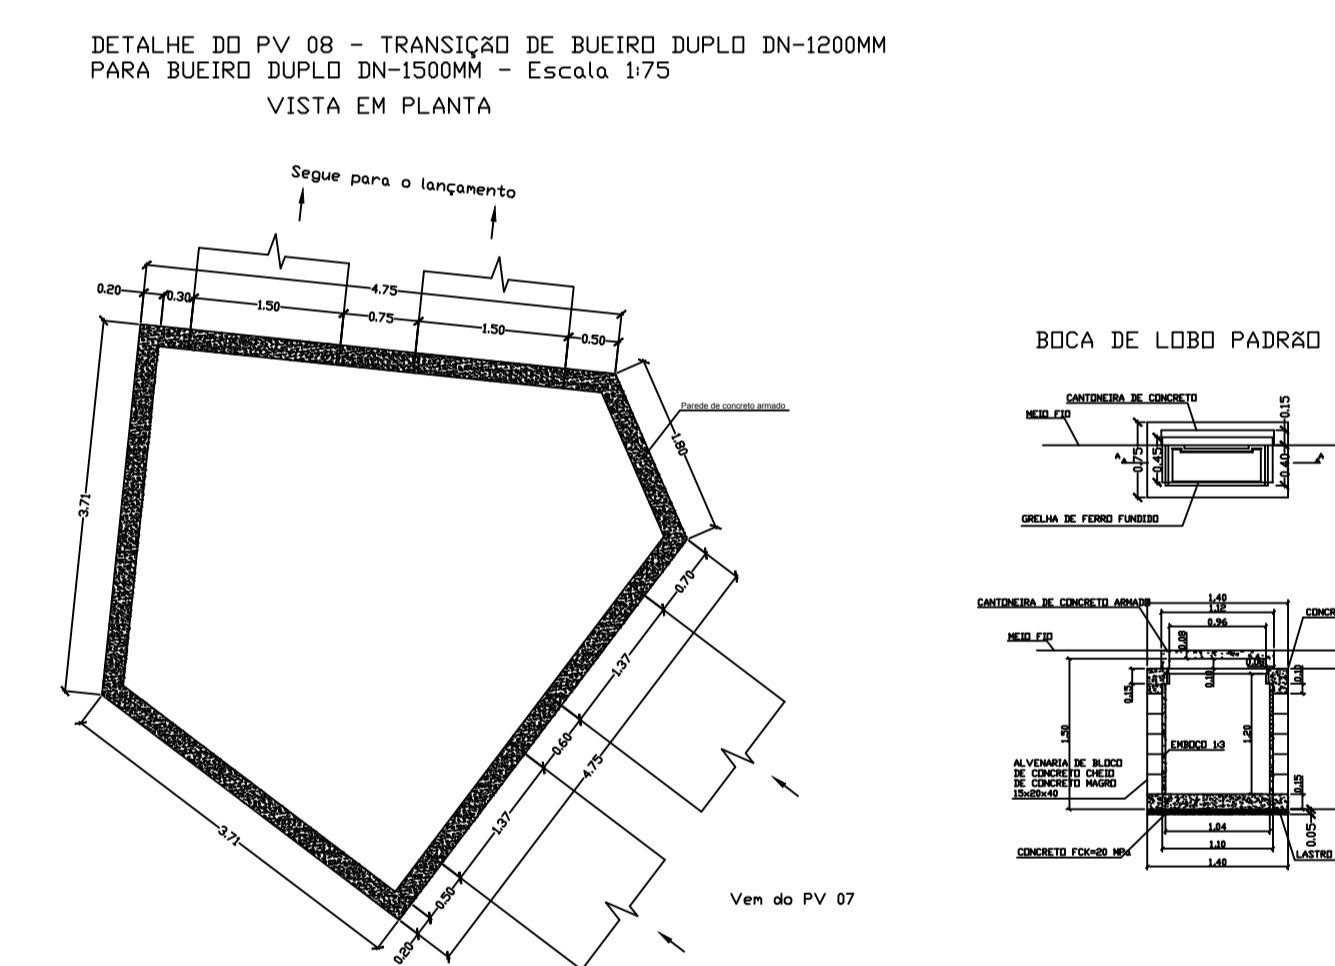 DETALHE DO PV 08 - TRANSIÇÃO DE BUEIRO DUPLO DN-1200MM
PARA BUEIRO DUPLO DN-1500MM - Escala 1:75
VISTA EM PLANTA
Segue para o lançamento
4.75
0.20
0.30
1.50
0.75
1.50
0.50
Parede de concreto armado
1.80
3.71
0.70
1.37
0.60
4.75
1.37
0.50
0.20
3.71
Vem do PV 07
BOCA DE LOBO PADRÃO
CANTONEIRA DE CONCRETO
MEIO FIO
0.15
0.75
0.45
0.40
A
A
GRELHA DE FERRO FUNDIDO
CANTONEIRA DE CONCRETO ARMADO
1.40
1.12
0.96
CONCR
MEIO FIO
0.08
0.10
0.10
0.15
1.50
1.20
EMBOÇO 1:3
ALVENARIA DE BLOCO
DE CONCRETO CHEIO
DE CONCRETO MAGRO
15x20x40
0.15
0.05
1.04
1.10
1.40
CONCRETO FCK=20 MPa
LASTRO